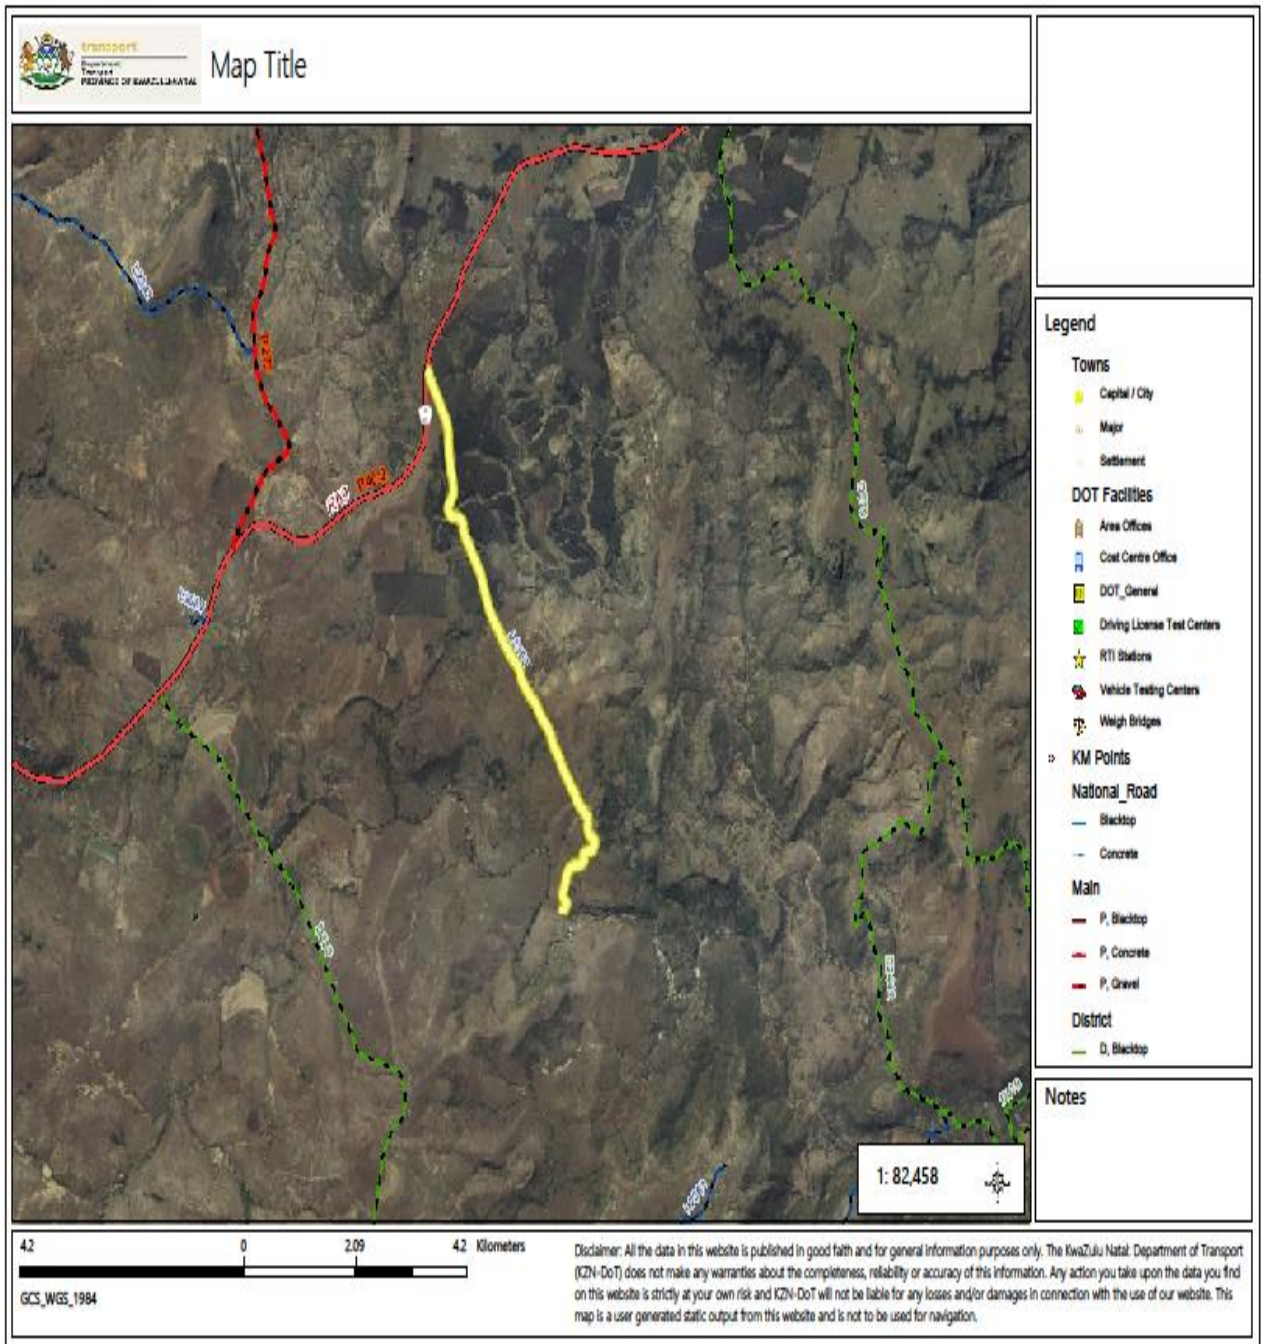 transport
Department:
Transport
PROVINCE OF KWAZULU-NATAL
Map Title
Legend
Towns
Capital / City
Major
Settlement
DOT Facilities
Area Offices
Cost Centre Office
DOT_General
Driving License Test Centers
RTI Stations
Vehicle Testing Centers
Weigh Bridges
KM Points
National_Road
Blacktop
Concrete
Main
P, Blacktop
P, Concrete
P, Gravel
District
D, Blacktop
Notes
1: 82,458
4.2 0 2.09 4.2 Kilometers
GCS_WGS_1984
Disclaimer: All the data in this website is published in good faith and for general information purposes only. The KwaZulu Natal: Department of Transport
(KZN-DoT) does not make any warranties about the completeness, reliability or accuracy of this information. Any action you take upon the data you find
on this website is strictly at your own risk and KZN-DoT will not be liable for any losses and/or damages in connection with the use of our website. This
map is a user generated static output from this website and is not to be used for navigation.